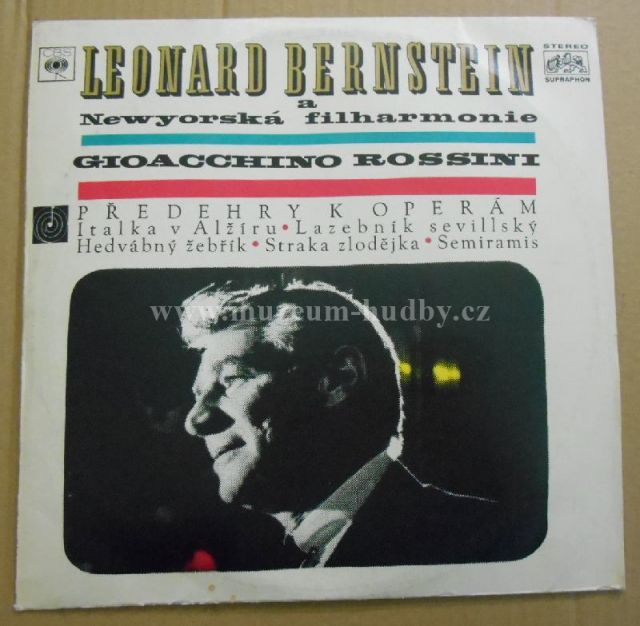 CBS
LEONARD BERNSTEIN
STEREO
SUPRAPHON
a
Newyorská filharmonie
GIOACCHINO ROSSINI
PŘEDEHRY K OPERÁM
Italka v Alžíru • Lazebník sevillský
Hedvábný žebřík • Straka zlodějka • Semiramis
www.muzeum-hudby.cz